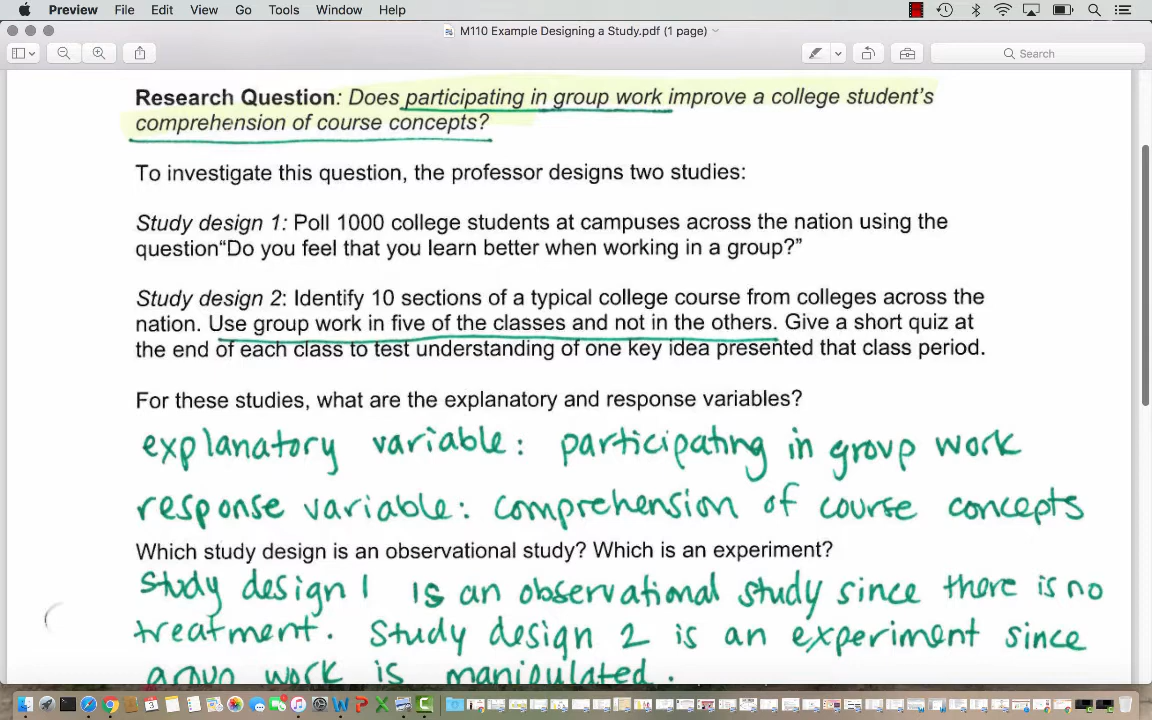 Preview File Edit View Go Tools Window Help
M110 Example Designing a Study.pdf (1 page)
Search
Research Question: Does participating in group work improve a college student's
comprehension of course concepts?
To investigate this question, the professor designs two studies:
Study design 1: Poll 1000 college students at campuses across the nation using the
question“Do you feel that you learn better when working in a group?”
Study design 2: Identify 10 sections of a typical college course from colleges across the
nation. Use group work in five of the classes and not in the others. Give a short quiz at
the end of each class to test understanding of one key idea presented that class period.
For these studies, what are the explanatory and response variables?
explanatory variable: participating in group work
response variable: comprehension of course concepts
Which study design is an observational study? Which is an experiment?
Study design 1 is an observational study since there is no
treatment. Study design 2 is an experiment since
group work is manipulated.